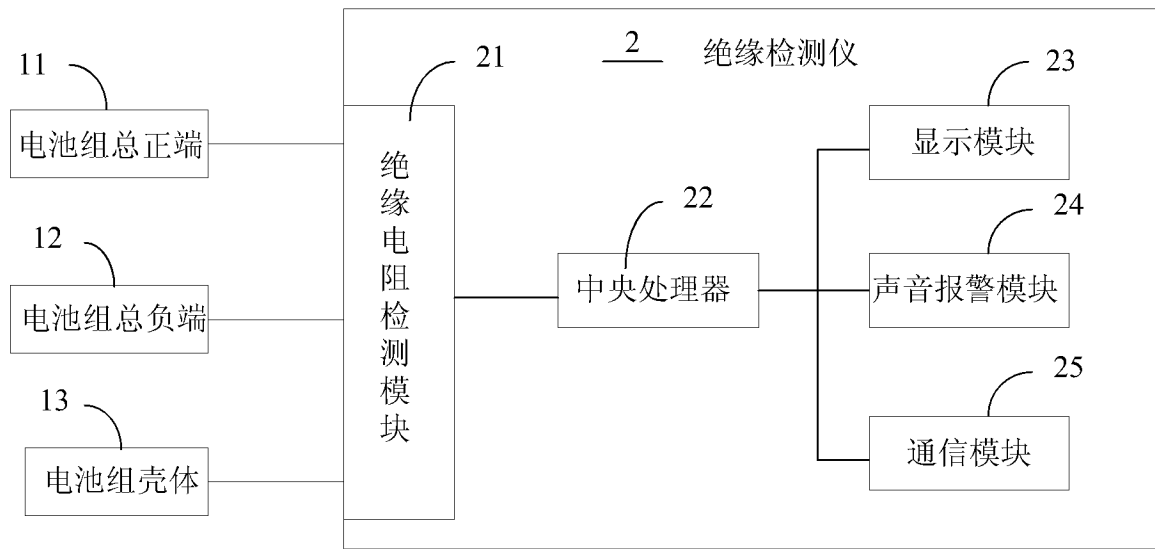 2 绝缘检测仪
11
电池组总正端
12
电池组总负端
13
电池组壳体
21
绝缘电阻检测模块
22
中央处理器
23
显示模块
24
声音报警模块
25
通信模块